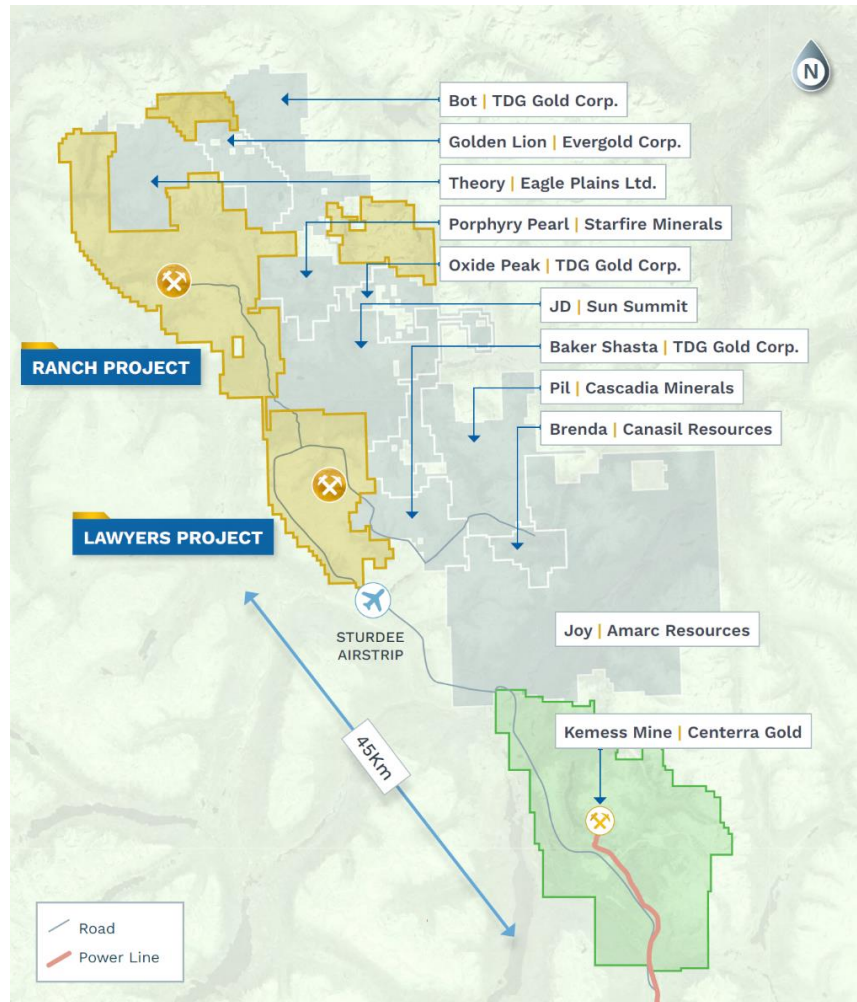 N
Bot | TDG Gold Corp.
Golden Lion | Evergold Corp.
Theory | Eagle Plains Ltd.
Porphyry Pearl | Starfire Minerals
Oxide Peak | TDG Gold Corp.
JD | Sun Summit
RANCH PROJECT
Baker Shasta | TDG Gold Corp.
Pil | Cascadia Minerals
Brenda | Canasil Resources
LAWYERS PROJECT
STURDEE
AIRSTRIP
Joy | Amarc Resources
Kemess Mine | Centerra Gold
45Km
Road
Power Line